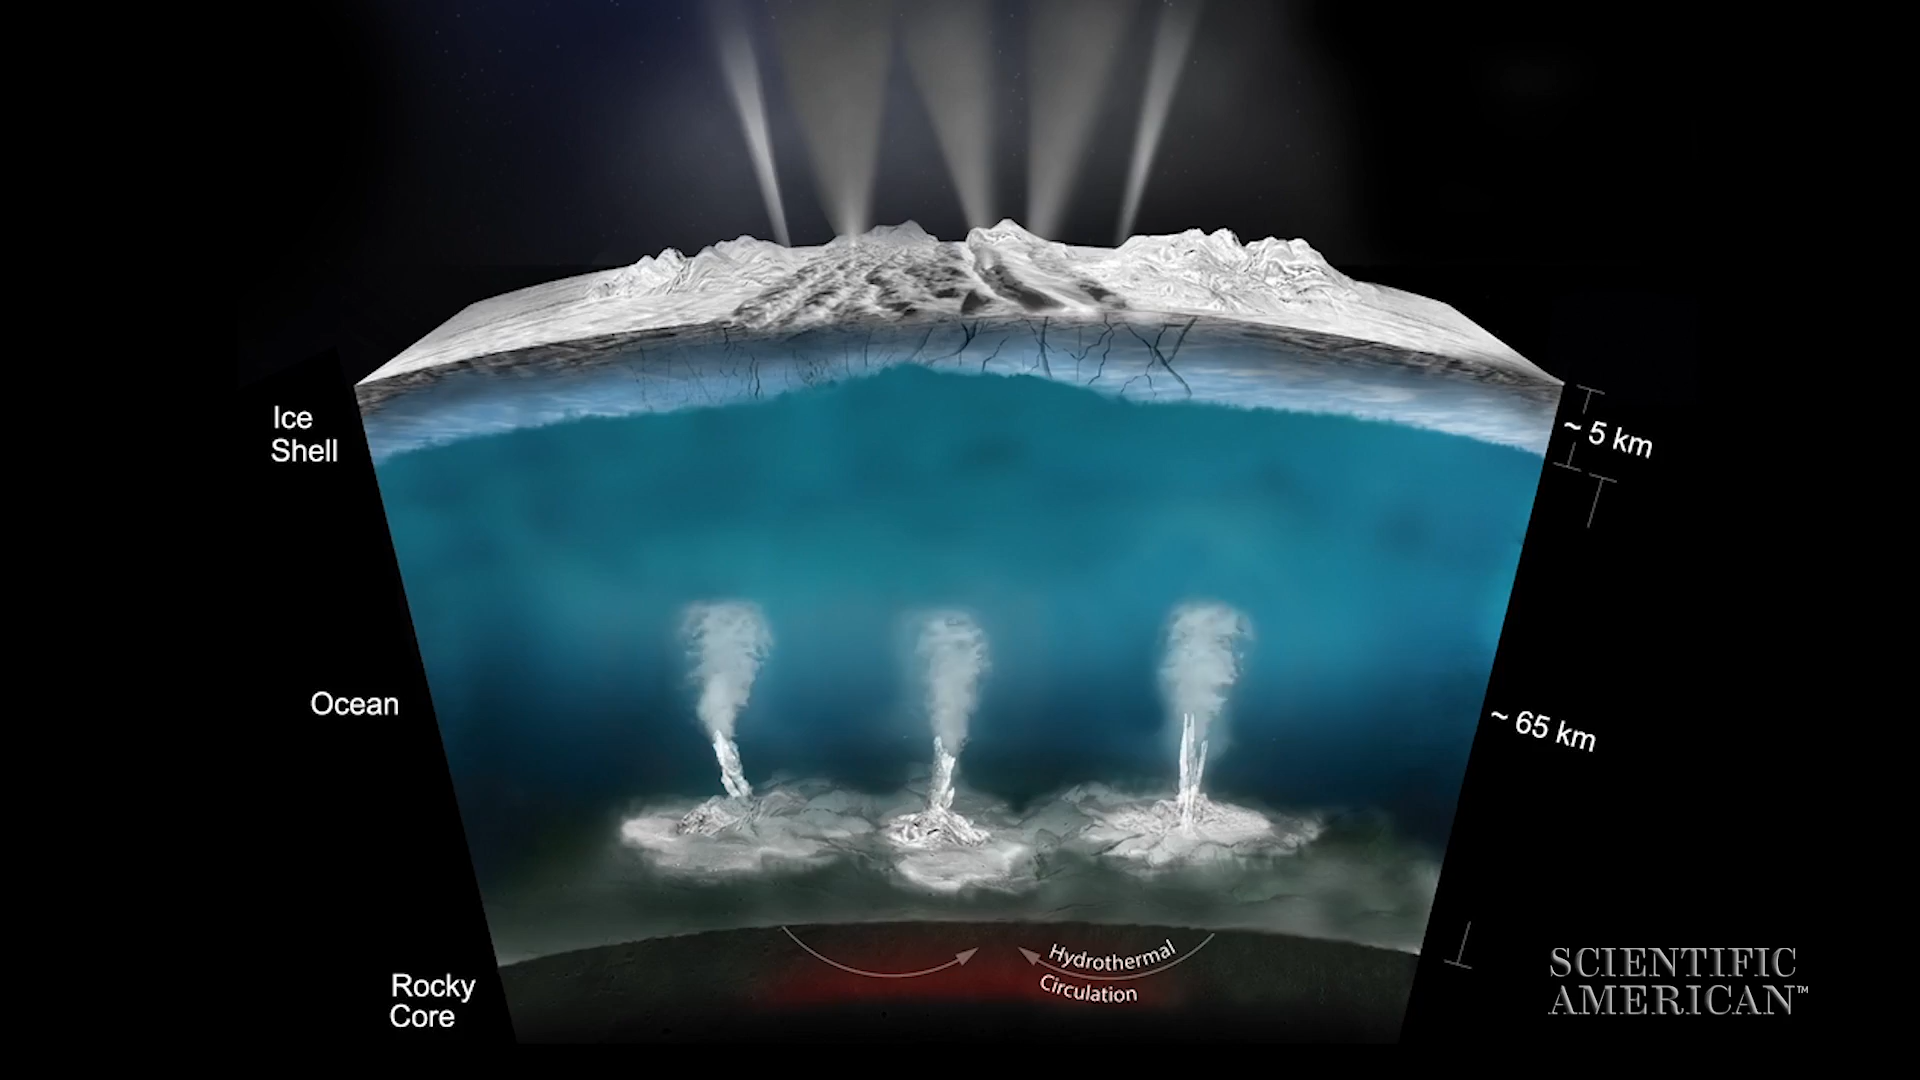 Ice
Shell
~ 5 km
Ocean
~ 65 km
Hydrothermal
Circulation
Rocky
Core
SCIENTIFIC
AMERICAN™